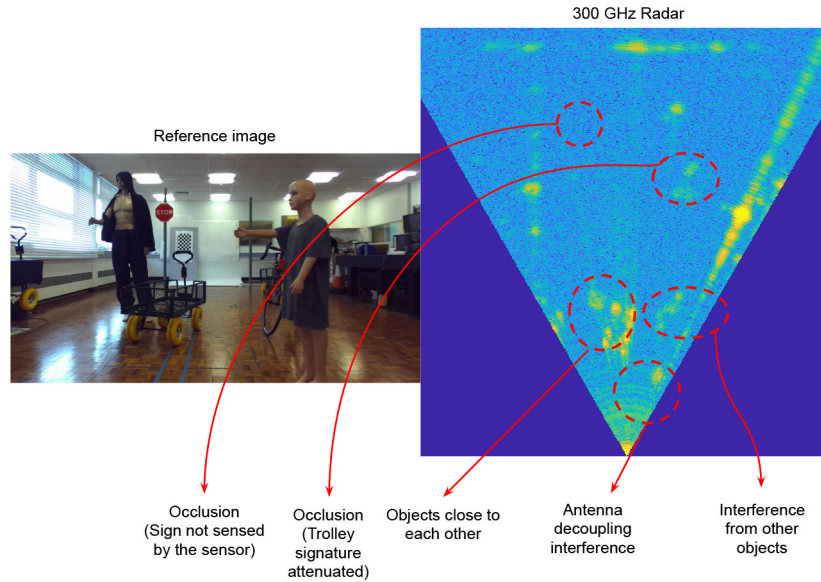 300 GHz Radar
Reference image
STOP
Occlusion
(Sign not sensed
by the sensor)
Occlusion
(Trolley
signature
attenuated)
Objects close to
each other
Antenna
decoupling
interference
Interference
from other
objects